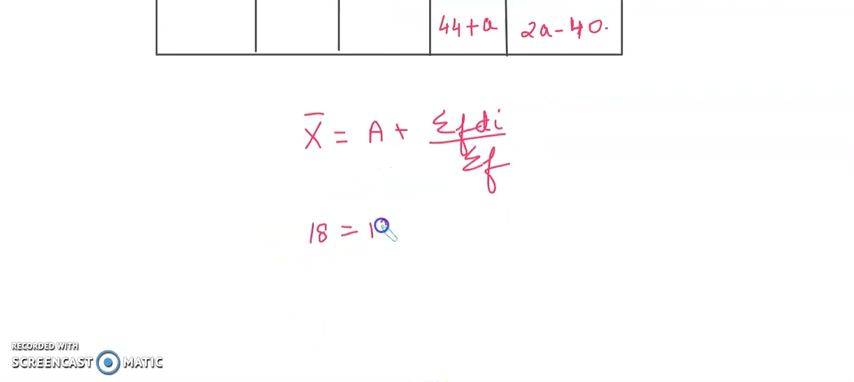 44+a 2a-40.
X̄ = A + Σfdi / Σf
18 = 1
RECORDED WITH
SCREENCAST MATIC